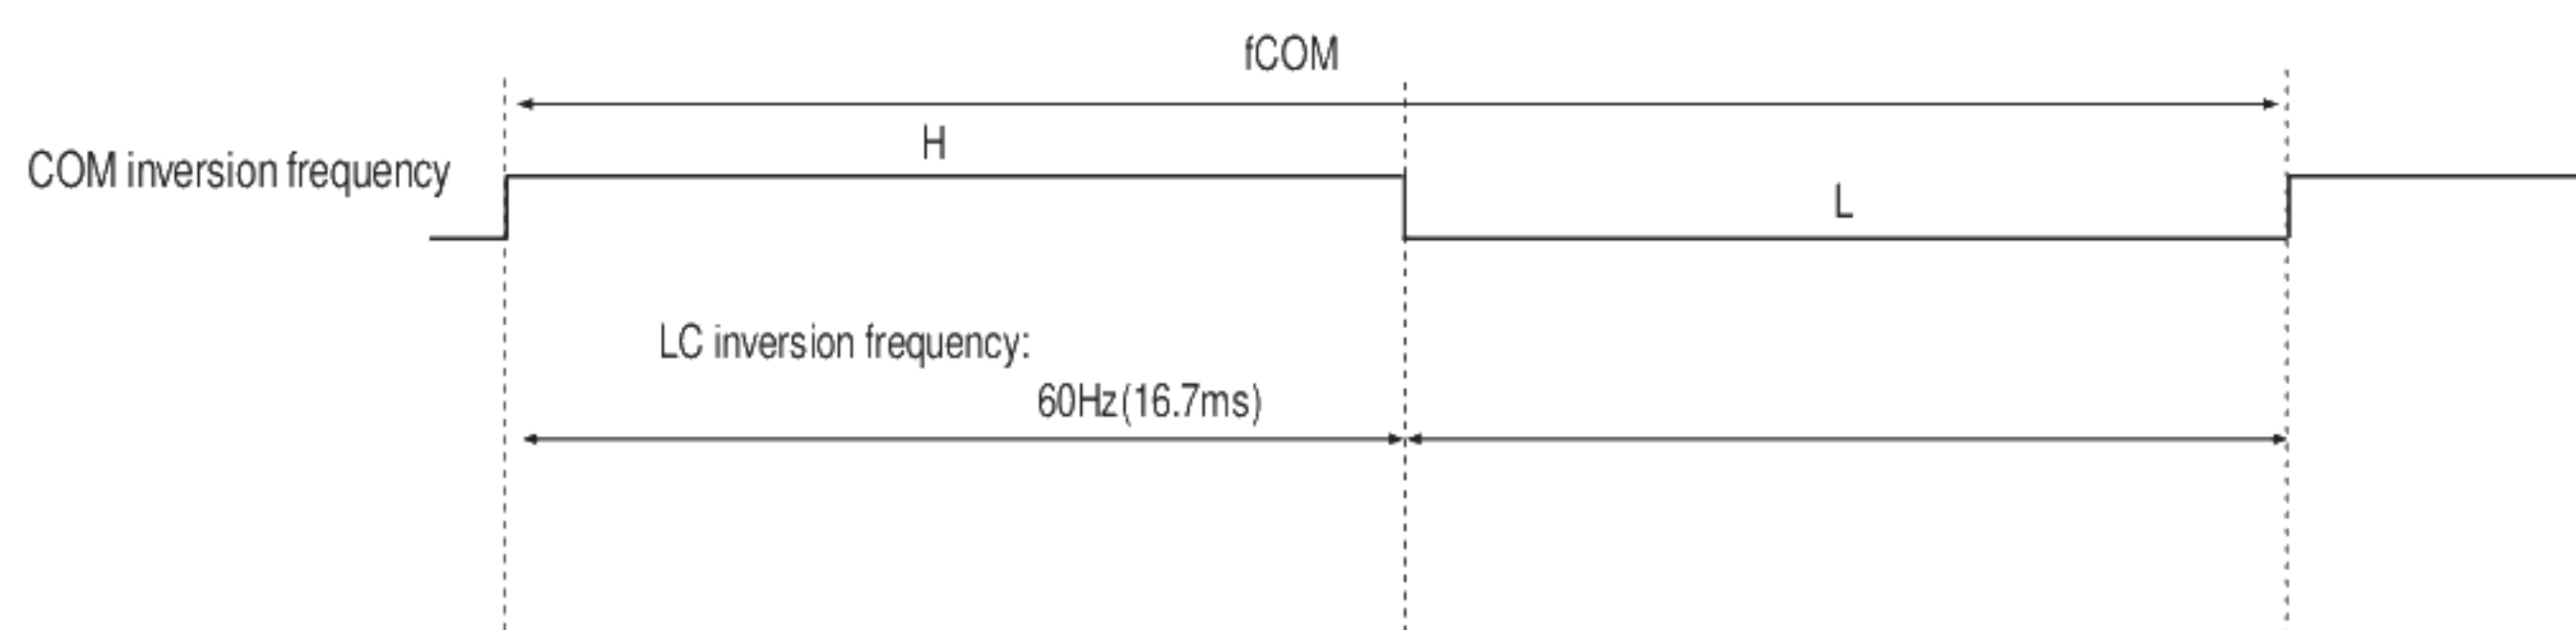 fCOM
H
COM inversion frequency
L
LC inversion frequency:
60Hz(16.7ms)